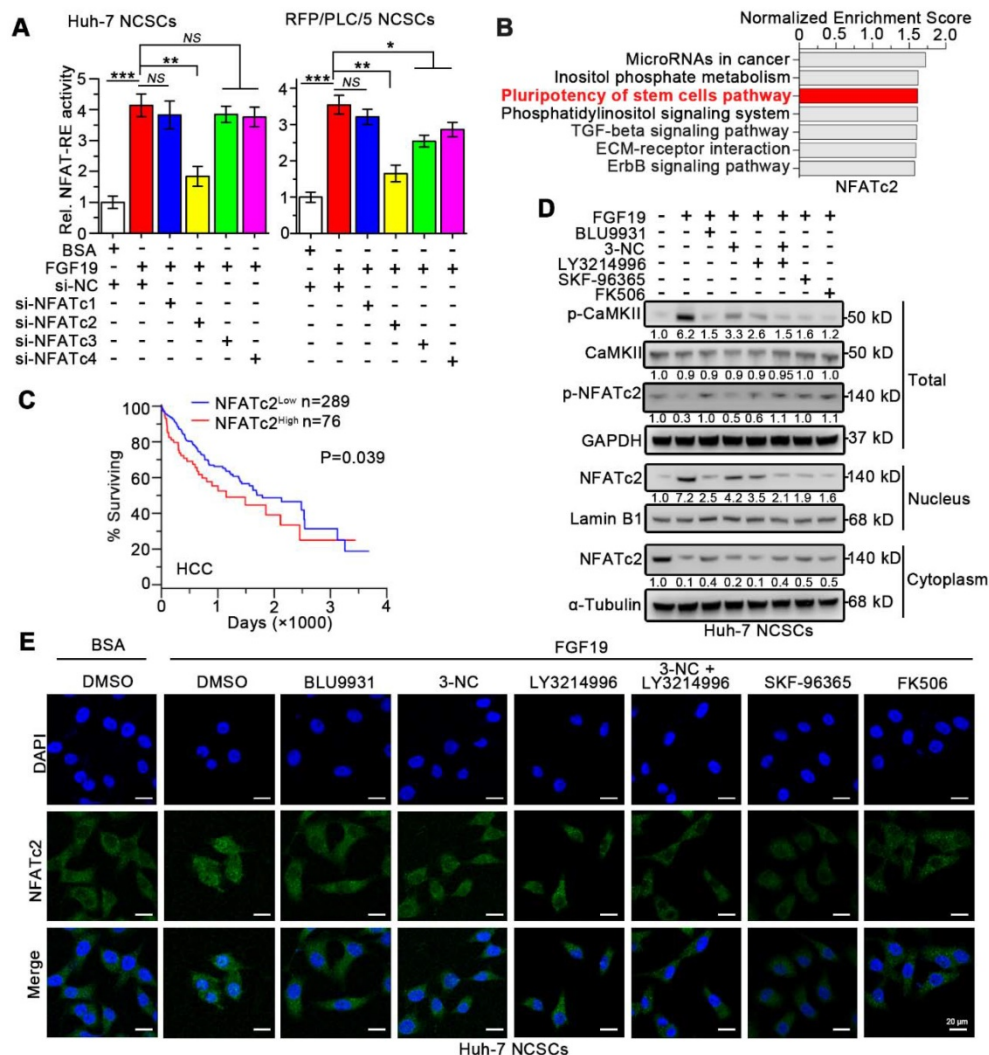 A
Huh-7 NCSCs
RFP/PLC/5 NCSCs
NS
*** NS **
*
*** NS **
Rel. NFAT-RE activity
5
4
3
2
1
0
4
3
2
1
0
BSA + - - - - - + - - - - -
FGF19 - + + + + + - + + + + +
si-NC + + - - - - + + - - - -
si-NFATc1 - - + - - - - - + - - -
si-NFATc2 - - - + - - - - - + - -
si-NFATc3 - - - - + - - - - - + -
si-NFATc4 - - - - - + - - - - - +
B
Normalized Enrichment Score
0 0.5 1.0 1.5 2.0
MicroRNAs in cancer
Inositol phosphate metabolism
Pluripotency of stem cells pathway
Phosphatidylinositol signaling system
TGF-beta signaling pathway
ECM-receptor interaction
ErbB signaling pathway
NFATc2
C
NFATc2Low n=289
NFATc2High n=76
P=0.039
% Surviving
100
80
60
40
20
0
HCC
0 1 2 3 4
Days (×1000)
D
FGF19 - + + + + + + +
BLU9931 - - + - - - - -
3-NC - - - + - + - -
LY3214996 - - - - + + - -
SKF-96365 - - - - - - + -
FK506 - - - - - - - +
p-CaMKII 50 kD
1.0 6.2 1.5 3.3 2.6 1.5 1.6 1.2
CaMKII 50 kD
1.0 0.9 0.9 0.9 0.9 0.95 1.0 1.0
p-NFATc2 140 kD
1.0 0.3 1.0 0.5 0.6 1.1 1.0 1.1
GAPDH 37 kD
Total
NFATc2 140 kD
1.0 7.2 2.5 4.2 3.5 2.1 1.9 1.6
Lamin B1 68 kD
Nucleus
NFATc2 140 kD
1.0 0.1 0.4 0.2 0.1 0.4 0.5 0.5
α-Tubulin 68 kD
Cytoplasm
Huh-7 NCSCs
E
BSA
FGF19
DMSO DMSO BLU9931 3-NC LY3214996 3-NC + LY3214996 SKF-96365 FK506
DAPI
NFATc2
Merge
20 μm
Huh-7 NCSCs